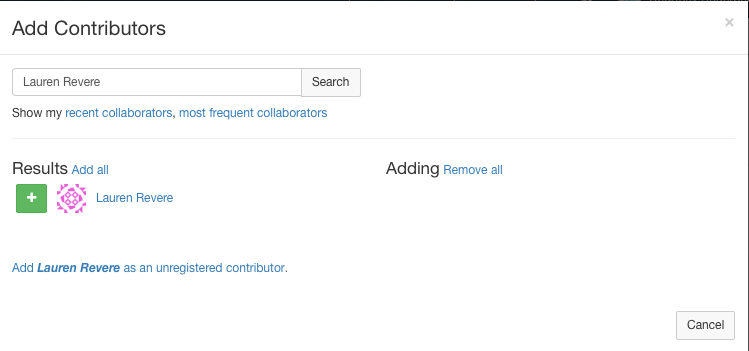 Add Contributors
×
Lauren Revere
Search
Show my recent collaborators, most frequent collaborators
Results Add all
Adding Remove all
+ Lauren Revere
Add Lauren Revere as an unregistered contributor.
Cancel